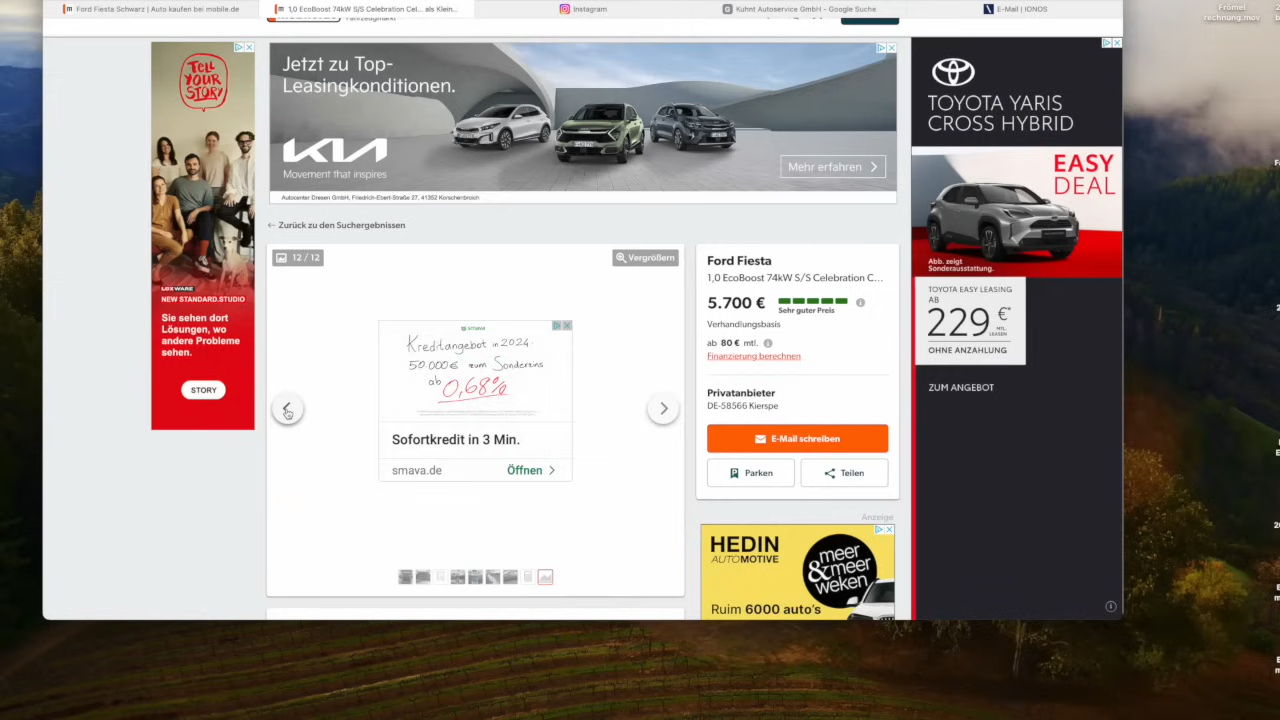 Ford Fiesta Schwarz | Auto kaufen bei mobile.de
1,0 EcoBoost 74kW S/S Celebration Cel... als Klein...
Instagram
Kuhnt Autoservice GmbH - Google Suche
E-Mail | IONOS
Frömel
rechnung.mov
TELL
YOUR
STORY
LOXWARE
NEW STANDARD.STUDIO
Sie sehen dort
Lösungen, wo
andere Probleme
sehen.
STORY
Jetzt zu Top-
Leasingkonditionen.
KIA
Movement that inspires
Mehr erfahren
Autocenter Dresen GmbH, Friedrich-Ebert-Straße 27, 41352 Korschenbroich
← Zurück zu den Suchergebnissen
12 / 12
Vergrößern
smava
Kreditangebot in 2024.
50.000€ zum Sonderzins
ab 0,68%
Sofortkredit in 3 Min.
smava.de
Öffnen
Ford Fiesta
1,0 EcoBoost 74kW S/S Celebration C...
5.700 €
Sehr guter Preis
Verhandlungsbasis
ab 80 € mtl.
Finanzierung berechnen
Privatanbieter
DE-58566 Kierspe
E-Mail schreiben
Parken
Teilen
Anzeige
HEDIN
AUTOMOTIVE
meer
&meer
weken
Ruim 6000 auto's
TOYOTA YARIS
CROSS HYBRID
EASY
DEAL
Abb. zeigt
Sonderausstattung.
TOYOTA EASY LEASING
AB
229 €*
MTL.
LEASEN
OHNE ANZAHLUNG
ZUM ANGEBOT